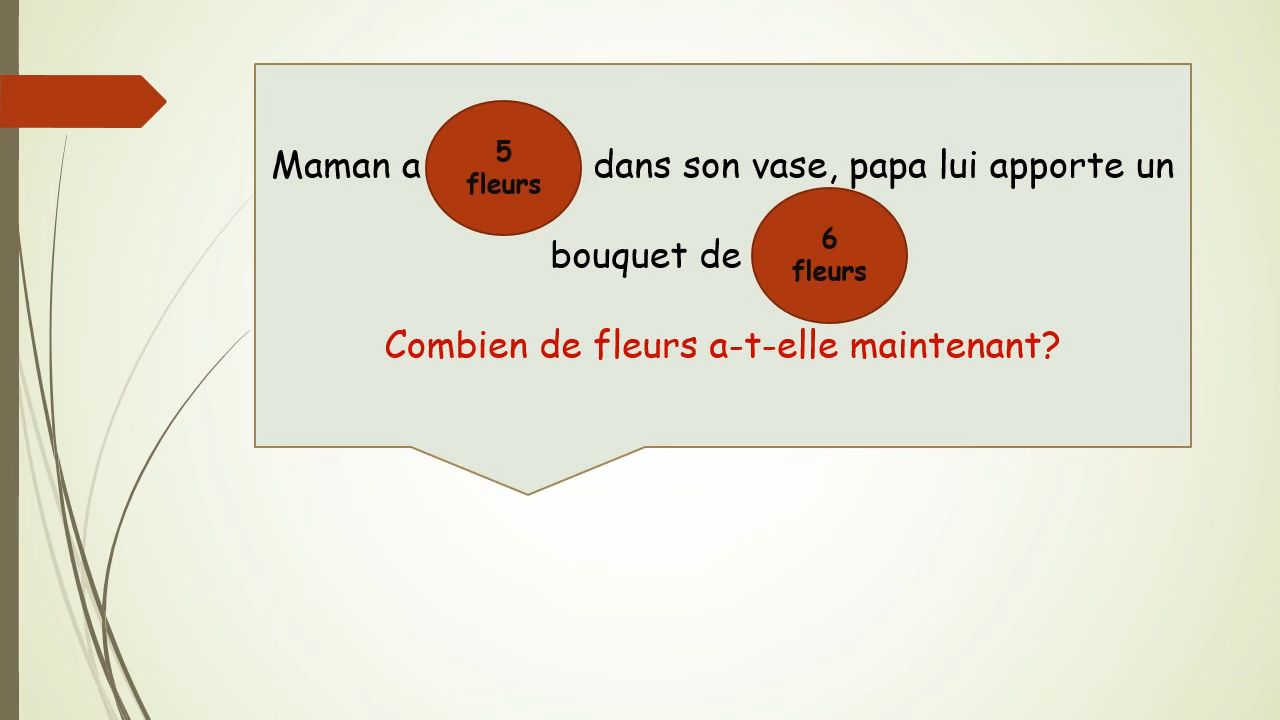 Maman a 5 fleurs dans son vase, papa lui apporte un
bouquet de 6 fleurs
Combien de fleurs a-t-elle maintenant?